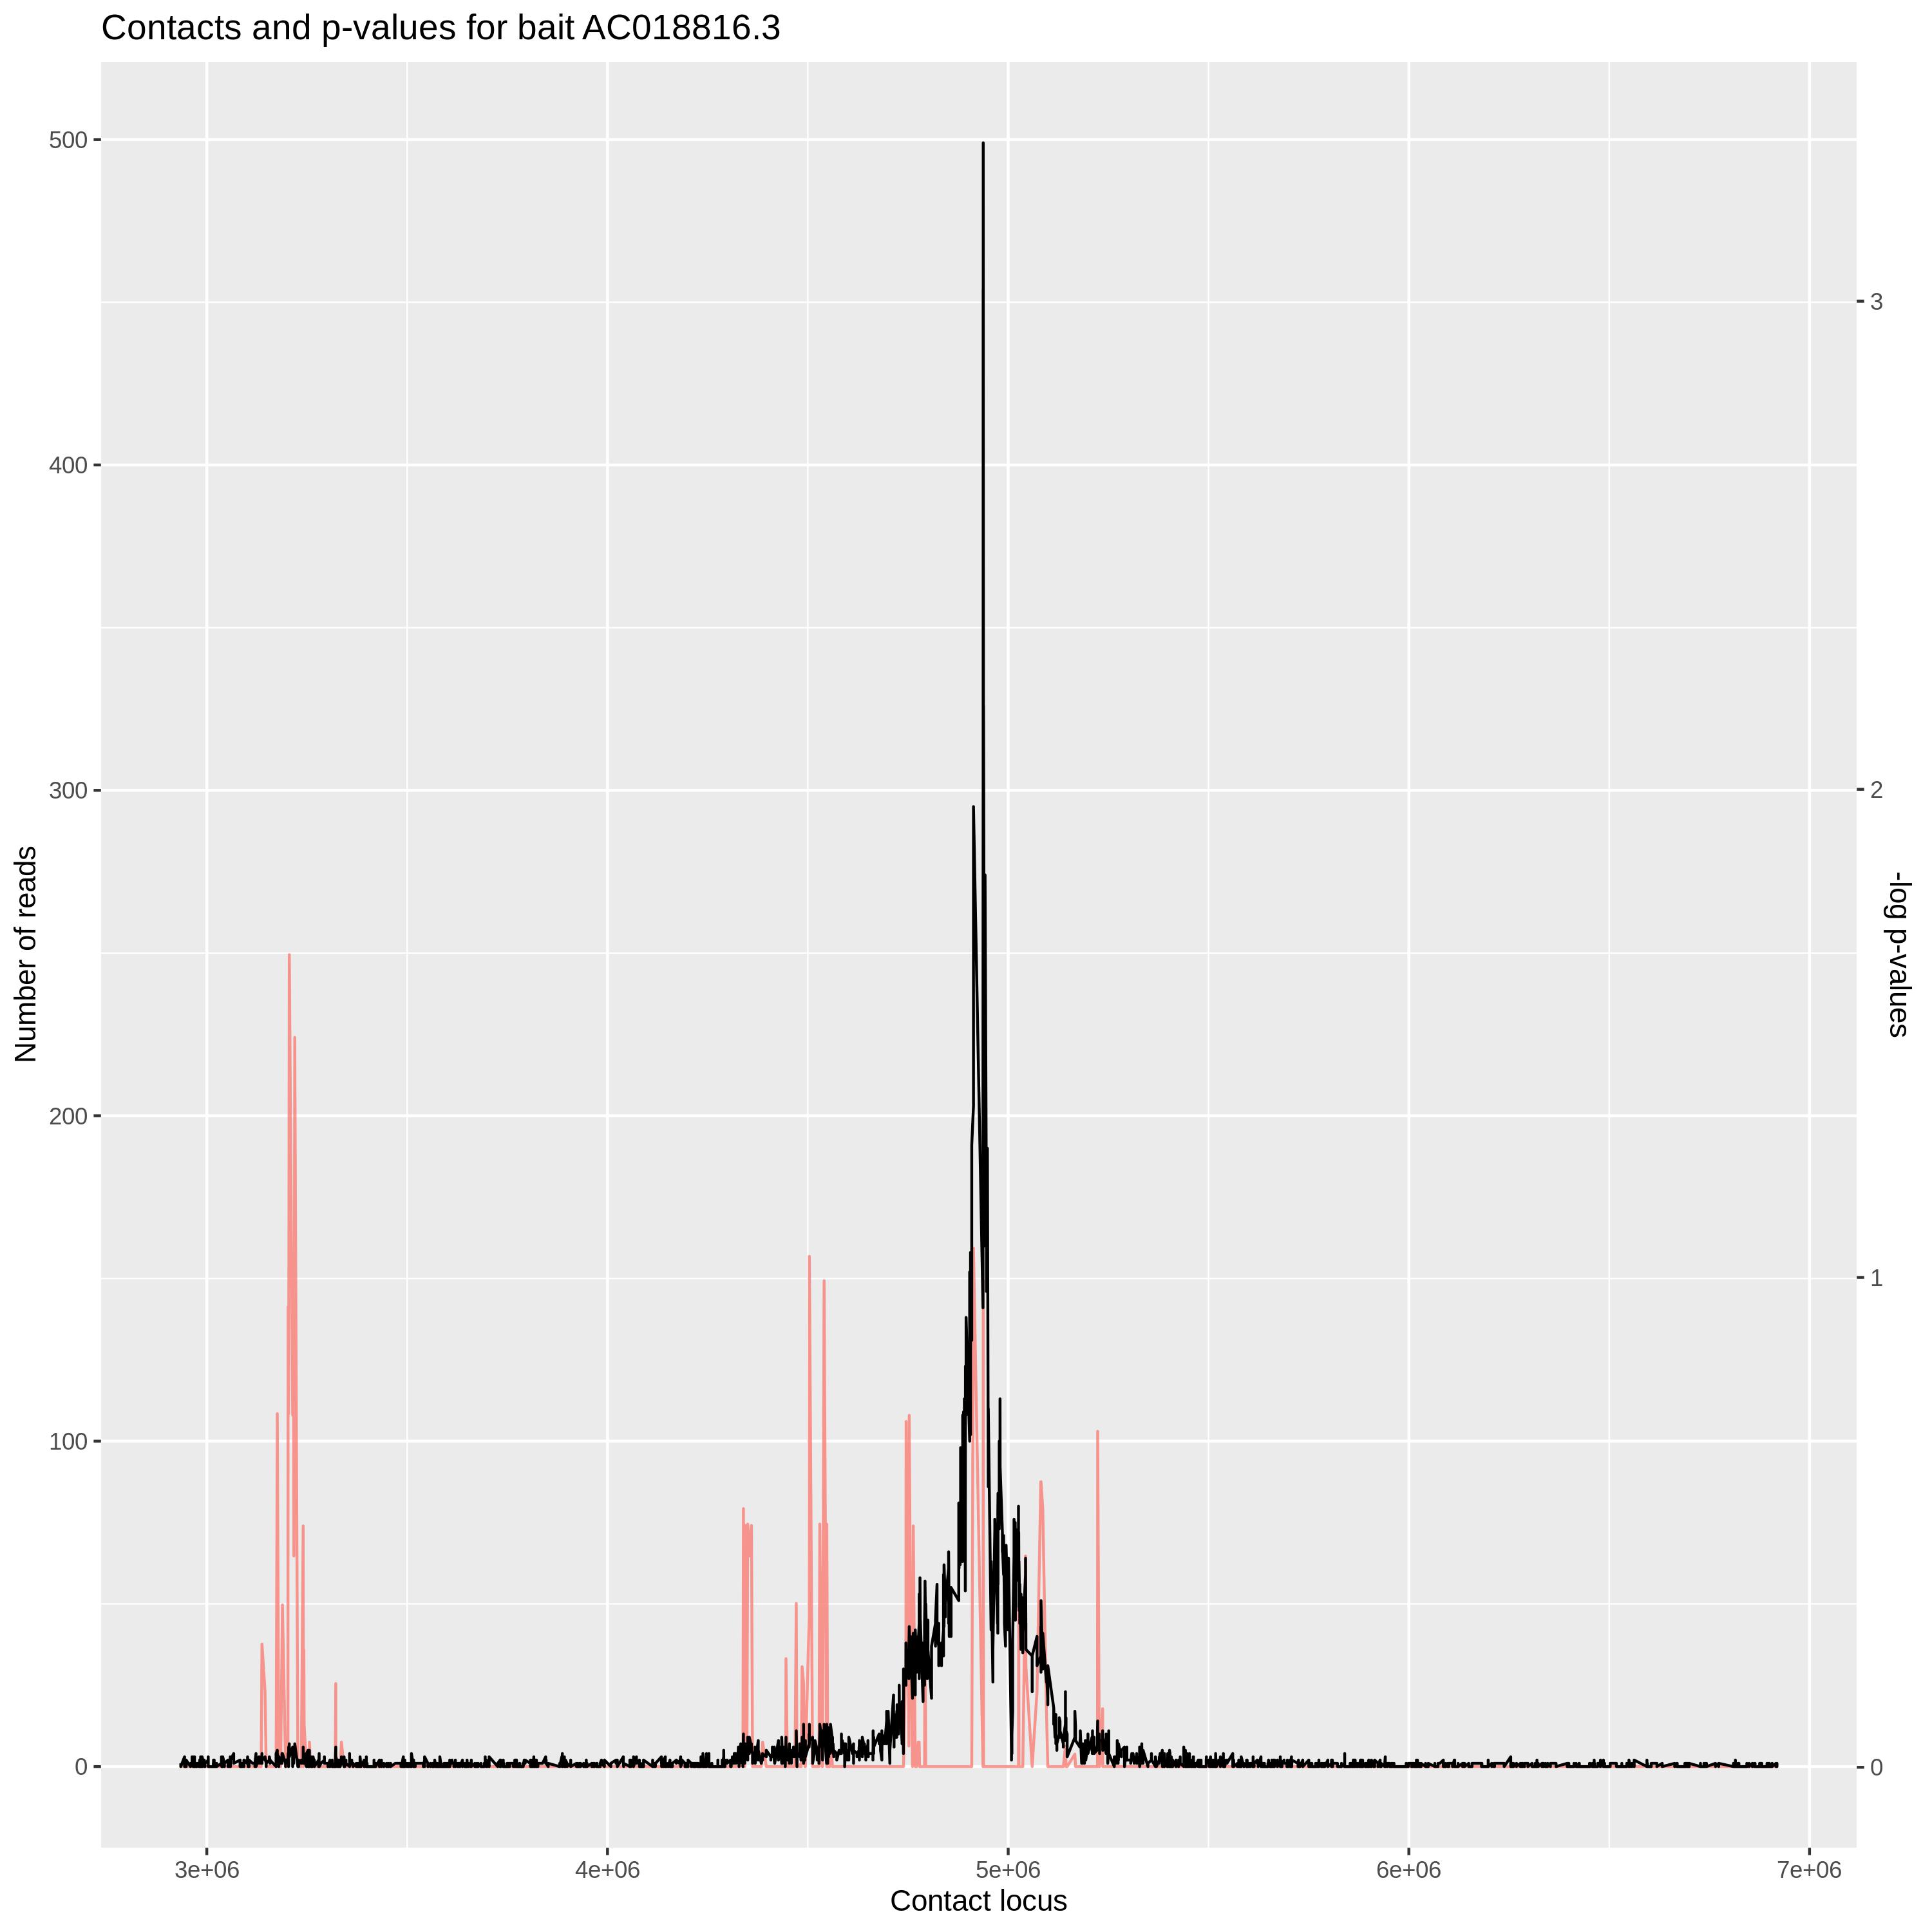 Contacts and p-values for bait AC018816.3
500
400
300
200
100
0
Number of reads
3
2
1
0
-log p-values
3e+06
4e+06
5e+06
6e+06
7e+06
Contact locus